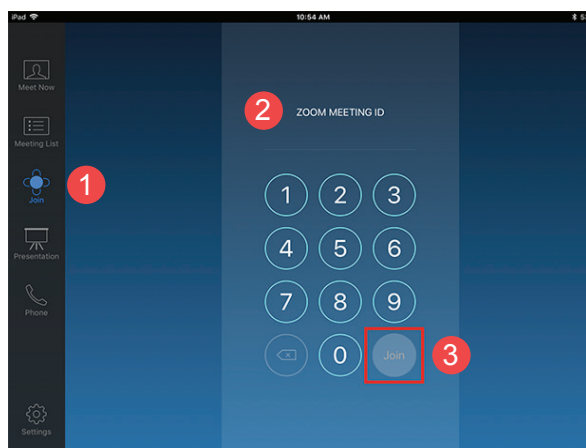 iPad 10:54 AM
Meet Now
Meeting List
1
Join
Presentation
Phone
Settings
2 ZOOM MEETING ID
1 2 3
4 5 6
7 8 9
0 Join 3